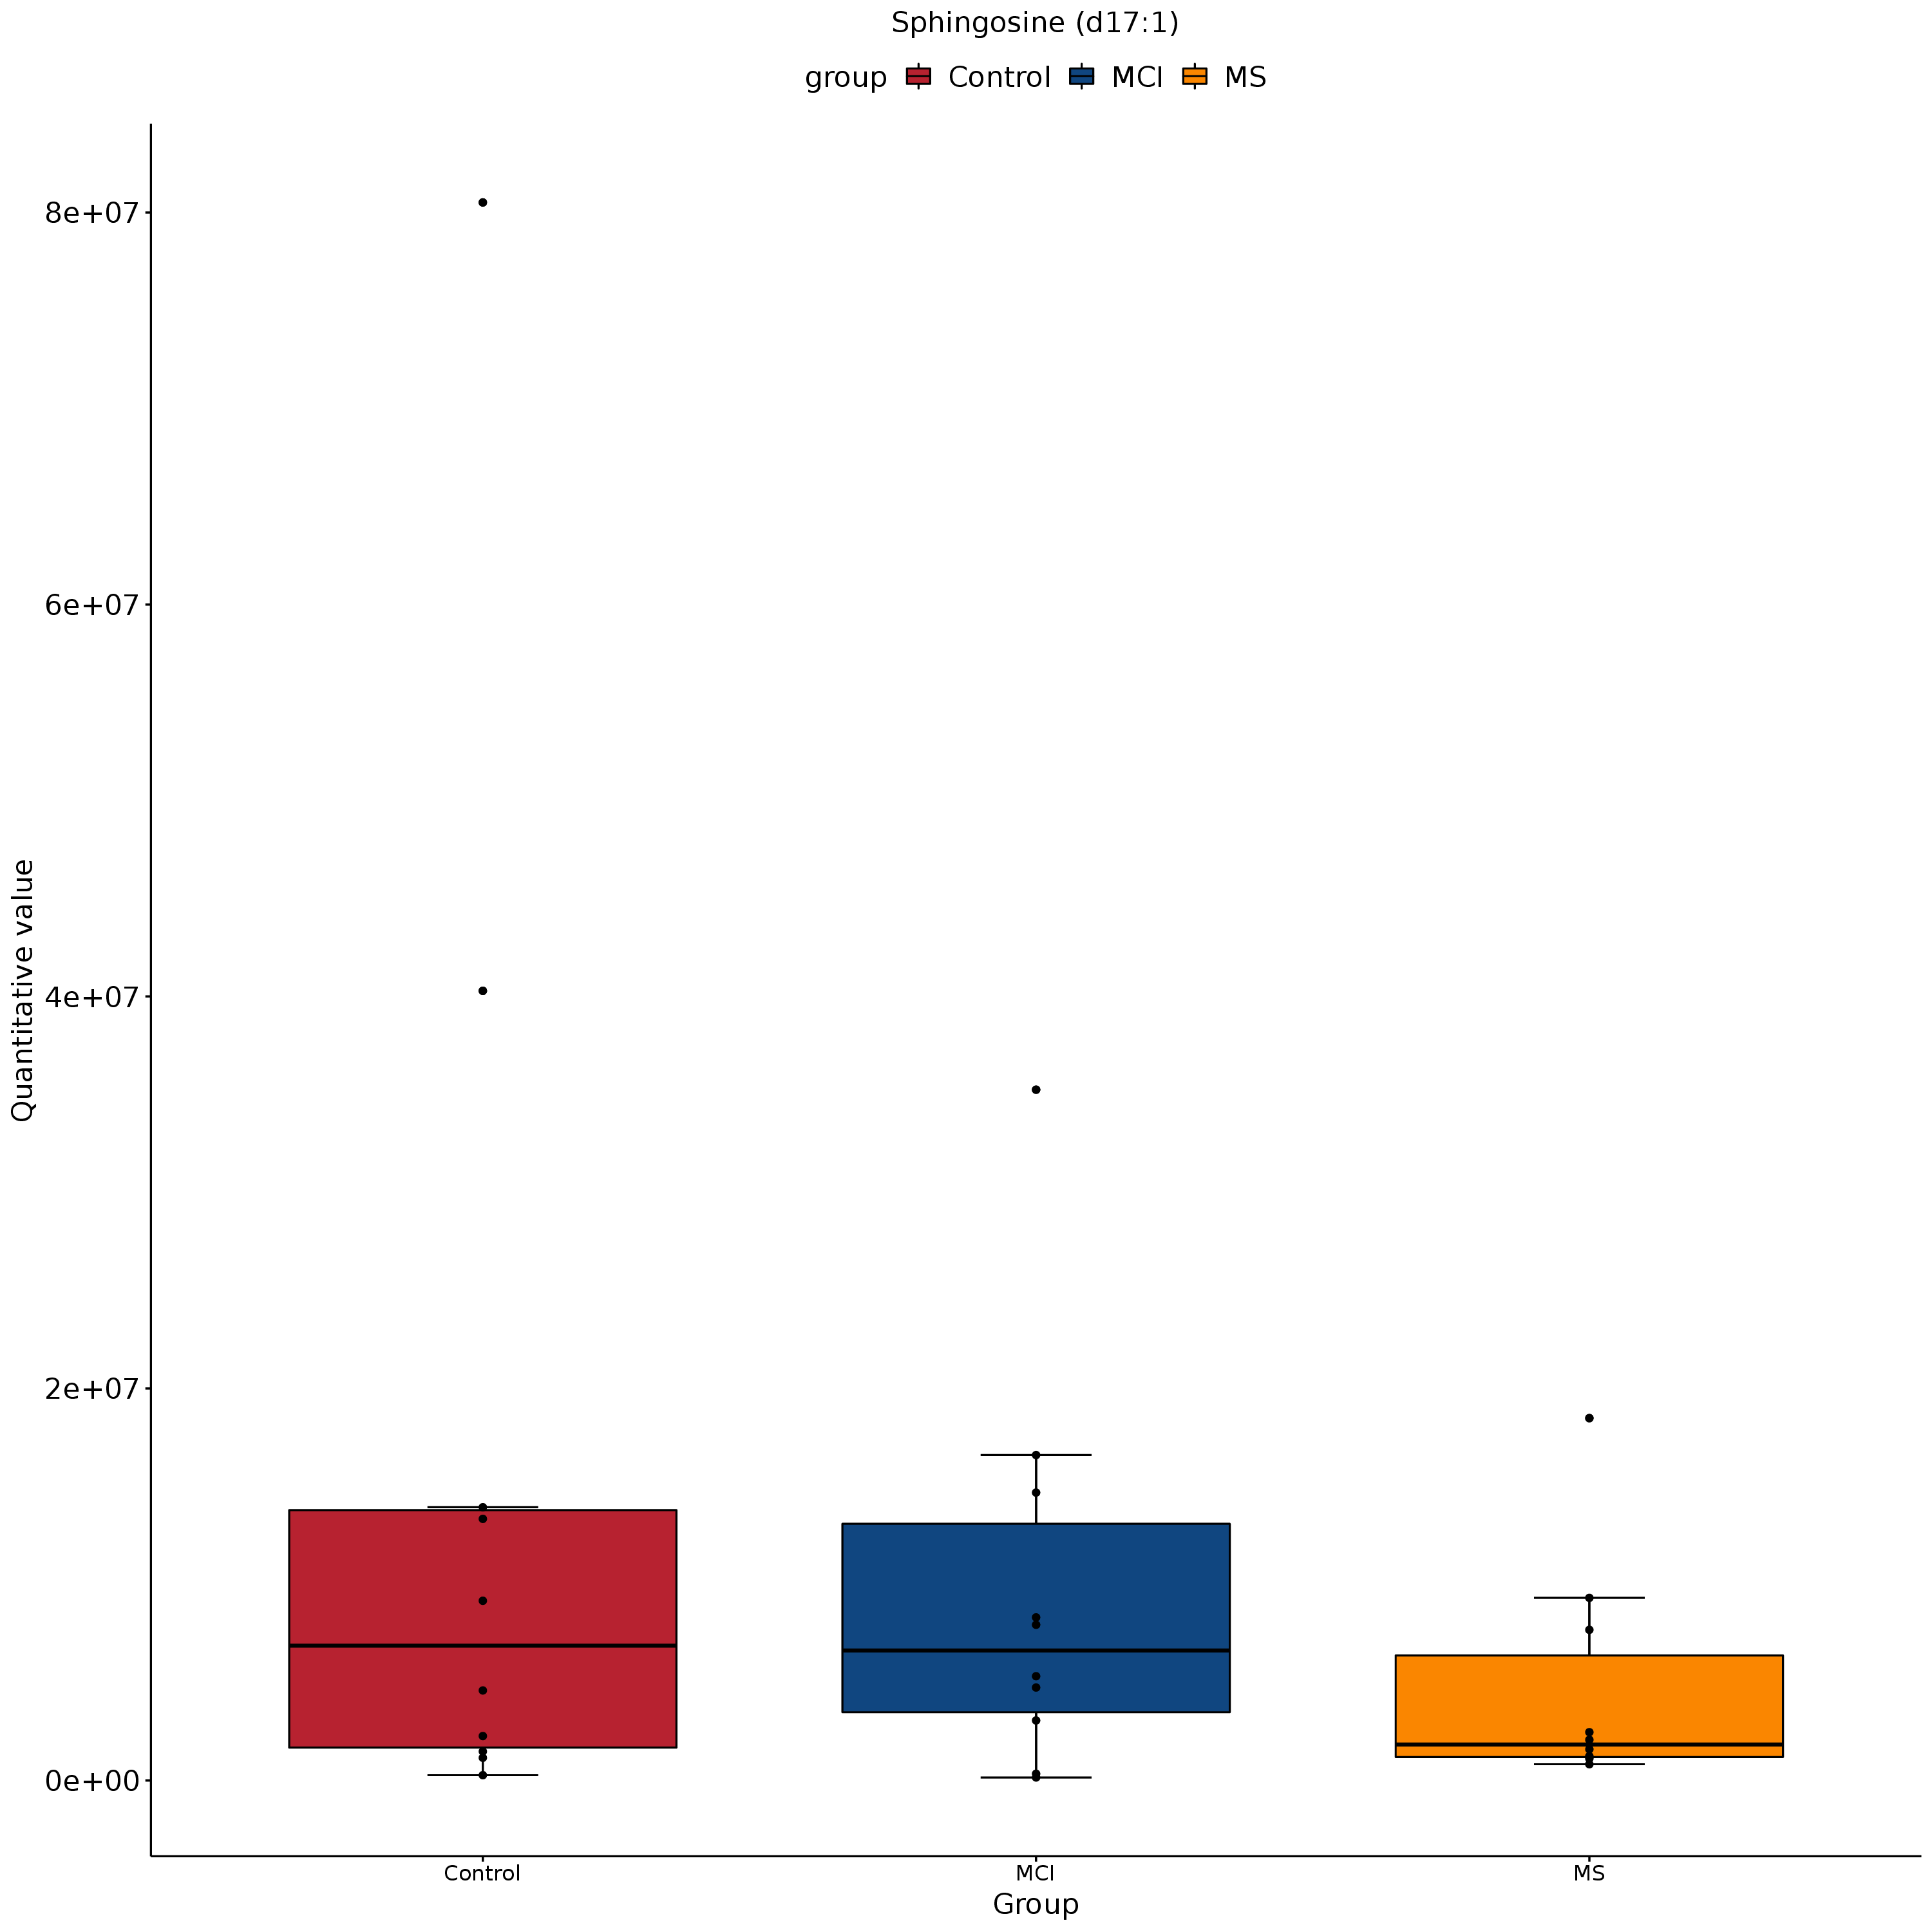 Sphingosine (d17:1)
group Control MCI MS
8e+07
6e+07
4e+07
2e+07
0e+00
Quantitative value
Control MCI MS
Group